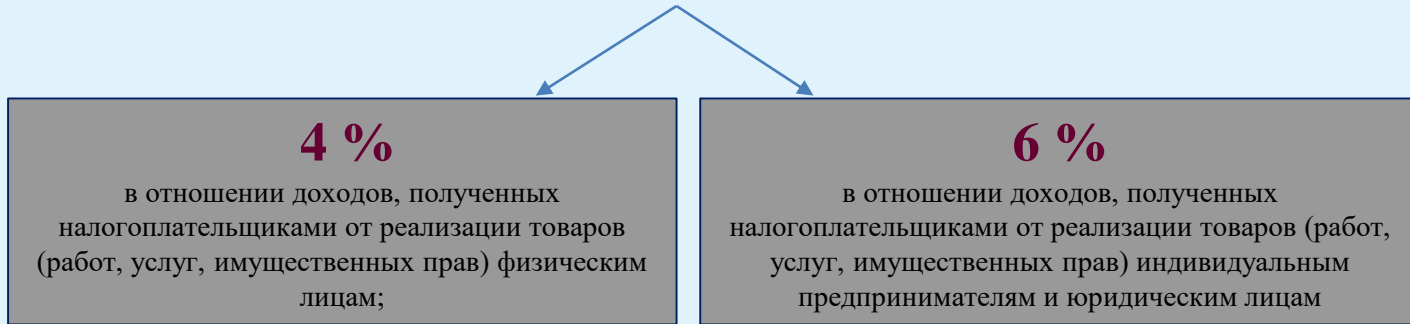 4 %
в отношении доходов, полученных
налогоплательщиками от реализации товаров
(работ, услуг, имущественных прав) физическим
лицам;
6 %
в отношении доходов, полученных
налогоплательщиками от реализации товаров (работ,
услуг, имущественных прав) индивидуальным
предпринимателям и юридическим лицам